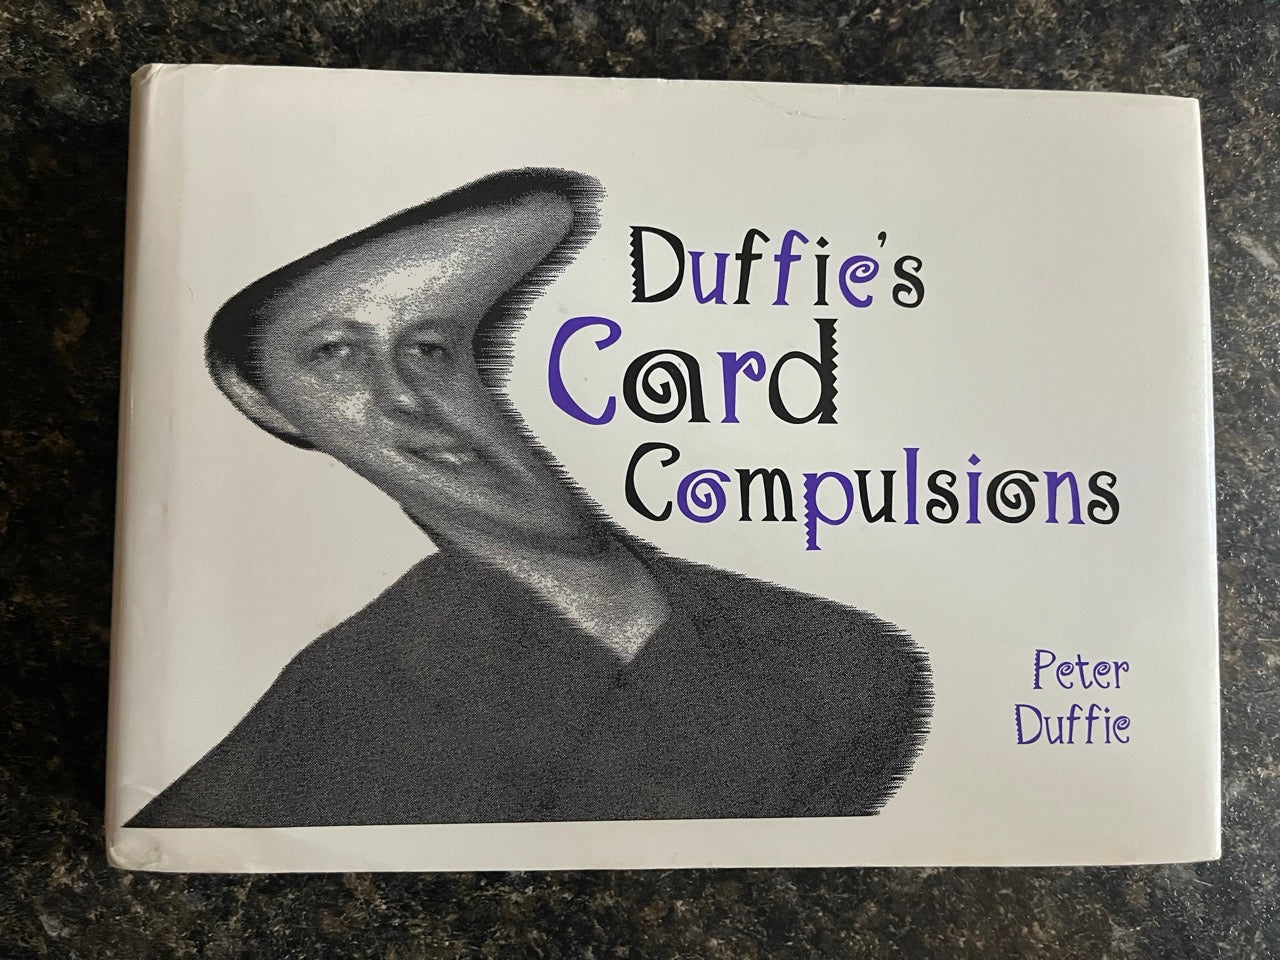 Duffie's
Card
Compulsions
Peter
Duffie